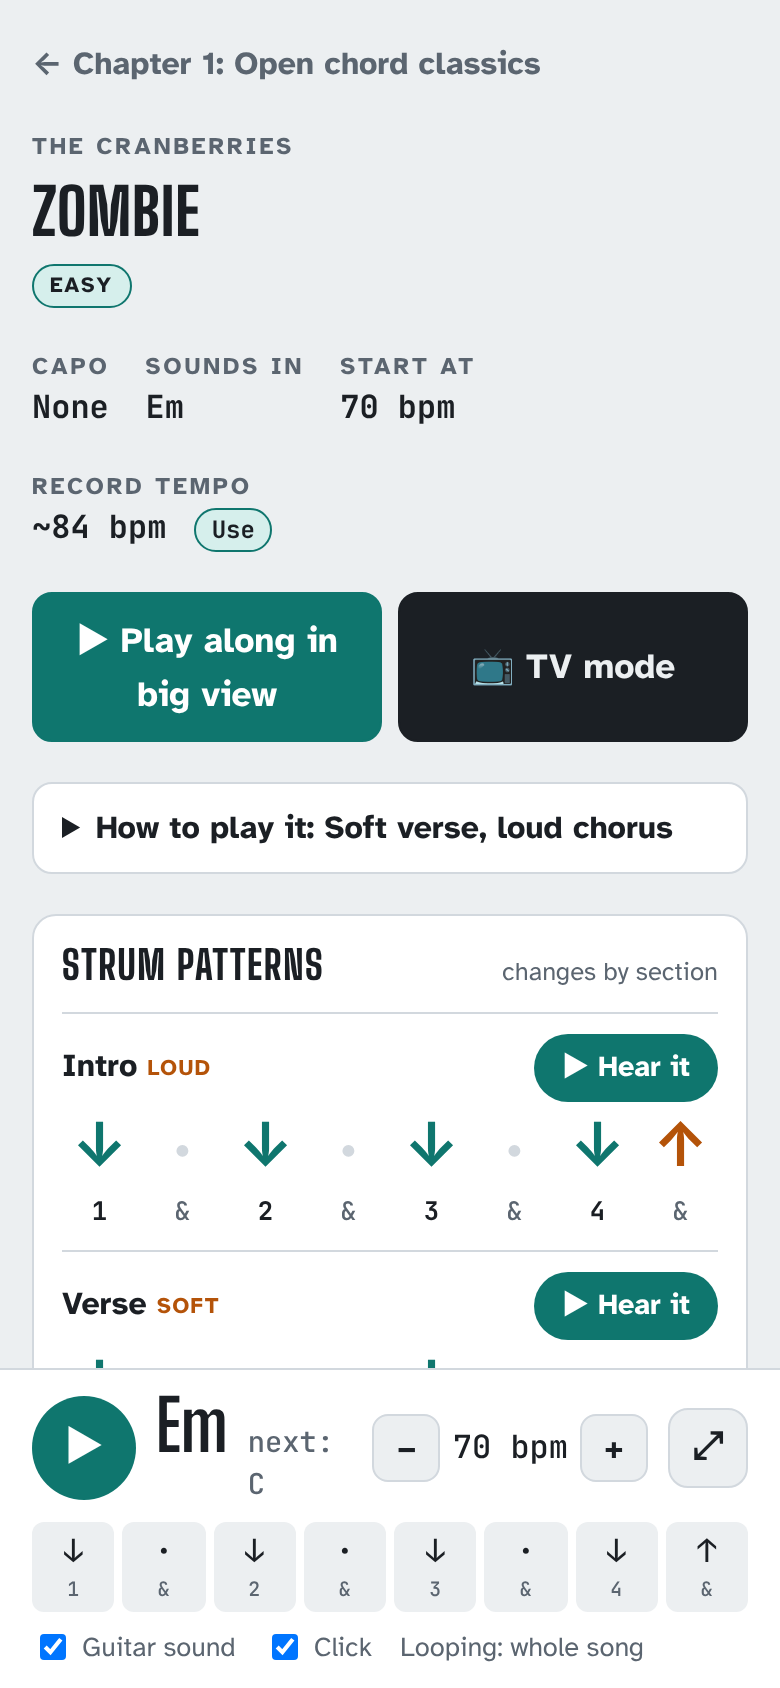 ← Chapter 1: Open chord classics
THE CRANBERRIES
ZOMBIE
EASY
CAPO SOUNDS IN START AT
None Em 70 bpm
RECORD TEMPO
~84 bpm Use
▶ Play along in
big view
📺 TV mode
▶ How to play it: Soft verse, loud chorus
STRUM PATTERNS changes by section
Intro LOUD ▶ Hear it
↓ • ↓ • ↓ • ↓ ↑
1 & 2 & 3 & 4 &
Verse SOFT ▶ Hear it
Em next:
C
− 70 bpm +
↓ · ↓ · ↓ · ↓ ↑
1 & 2 & 3 & 4 &
Guitar sound Click Looping: whole song